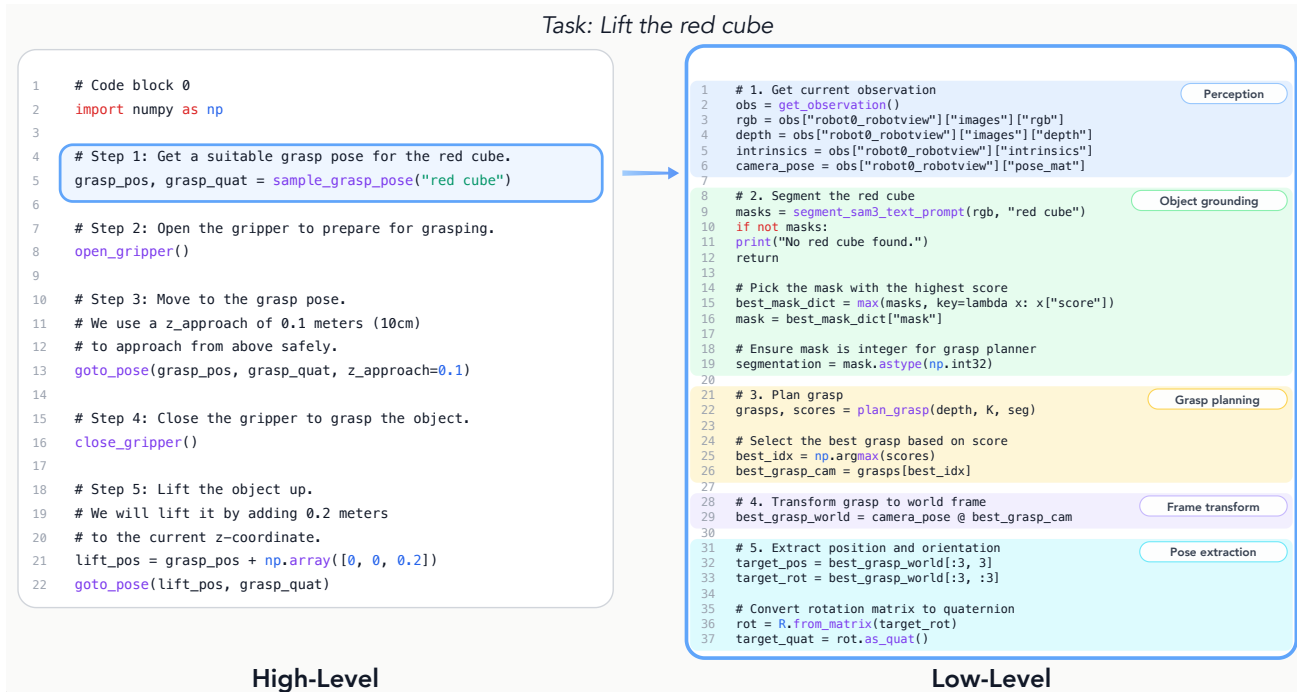 Task: Lift the red cube
1 # Code block 0
2 import numpy as np
3
4 # Step 1: Get a suitable grasp pose for the red cube.
5 grasp_pos, grasp_quat = sample_grasp_pose("red cube")
6
7 # Step 2: Open the gripper to prepare for grasping.
8 open_gripper()
9
10 # Step 3: Move to the grasp pose.
11 # We use a z_approach of 0.1 meters (10cm)
12 # to approach from above safely.
13 goto_pose(grasp_pos, grasp_quat, z_approach=0.1)
14
15 # Step 4: Close the gripper to grasp the object.
16 close_gripper()
17
18 # Step 5: Lift the object up.
19 # We will lift it by adding 0.2 meters
20 # to the current z-coordinate.
21 lift_pos = grasp_pos + np.array([0, 0, 0.2])
22 goto_pose(lift_pos, grasp_quat)
High-Level
1 # 1. Get current observation
Perception
2 obs = get_observation()
3 rgb = obs["robot0_robotview"]["images"]["rgb"]
4 depth = obs["robot0_robotview"]["images"]["depth"]
5 intrinsics = obs["robot0_robotview"]["intrinsics"]
6 camera_pose = obs["robot0_robotview"]["pose_mat"]
7
8 # 2. Segment the red cube
Object grounding
9 masks = segment_sam3_text_prompt(rgb, "red cube")
10 if not masks:
11 print("No red cube found.")
12 return
13
14 # Pick the mask with the highest score
15 best_mask_dict = max(masks, key=lambda x: x["score"])
16 mask = best_mask_dict["mask"]
17
18 # Ensure mask is integer for grasp planner
19 segmentation = mask.astype(np.int32)
20
21 # 3. Plan grasp
Grasp planning
22 grasps, scores = plan_grasp(depth, K, seg)
23
24 # Select the best grasp based on score
25 best_idx = np.argmax(scores)
26 best_grasp_cam = grasps[best_idx]
27
28 # 4. Transform grasp to world frame
Frame transform
29 best_grasp_world = camera_pose @ best_grasp_cam
30
31 # 5. Extract position and orientation
Pose extraction
32 target_pos = best_grasp_world[:3, 3]
33 target_rot = best_grasp_world[:3, :3]
34
35 # Convert rotation matrix to quaternion
36 rot = R.from_matrix(target_rot)
37 target_quat = rot.as_quat()
Low-Level